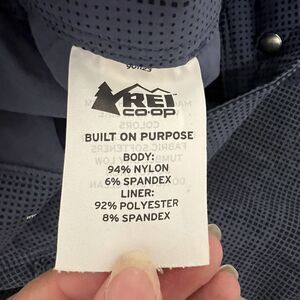 REI
CO·OP
BUILT ON PURPOSE
BODY:
94% NYLON
6% SPANDEX
LINER:
92% POLYESTER
8% SPANDEX